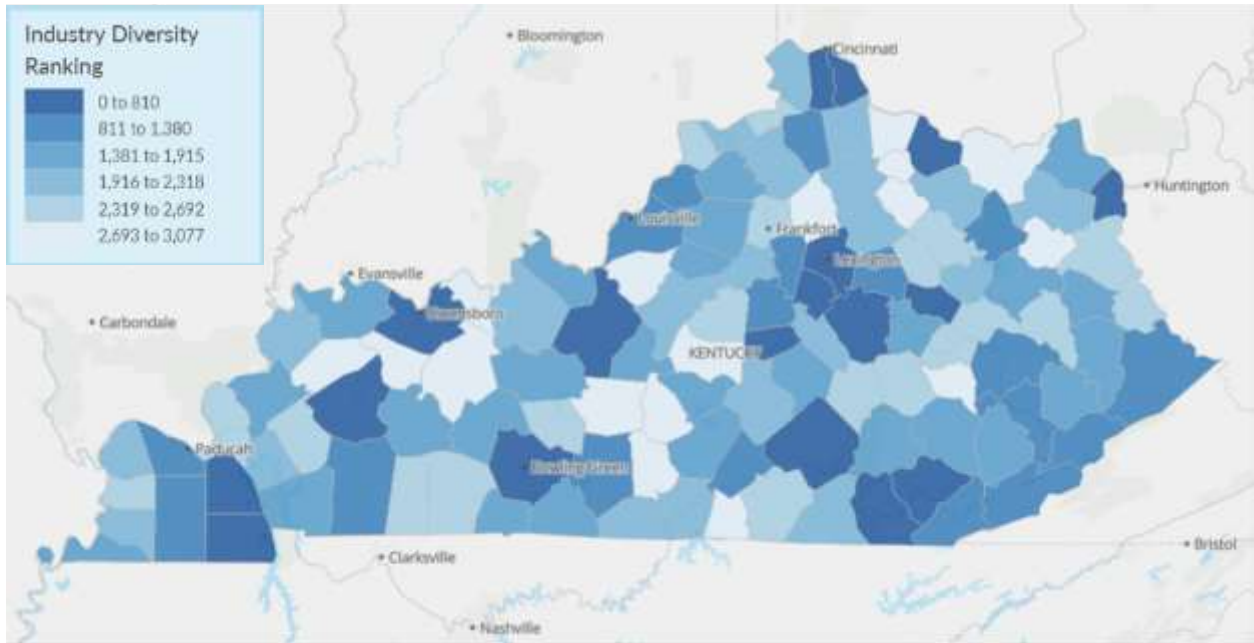 Industry Diversity
Ranking
0 to 810
811 to 1,380
1,381 to 1,915
1,916 to 2,318
2,319 to 2,692
2,693 to 3,077
Bloomington
Cincinnati
Huntington
Louisville
Frankfort
Lexington
Evansville
Owensboro
Carbondale
KENTUCKY
Paducah
Bowling Green
Clarksville
Bristol
Nashville